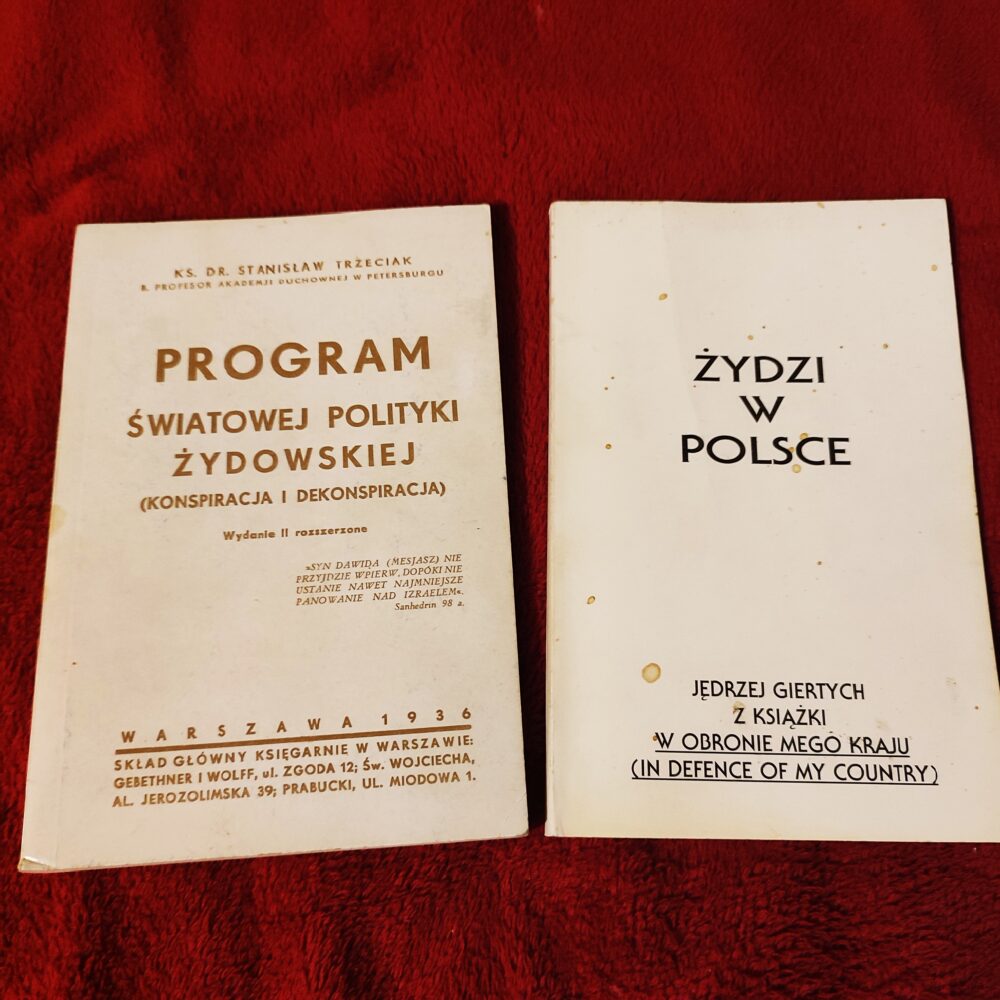 KS. DR. STANISŁAW TRZECIAK
B. PROFESOR AKADEMJI DUCHOWNEJ W PETERSBURGU
PROGRAM
ŚWIATOWEJ POLITYKI
ŻYDOWSKIEJ
(KONSPIRACJA I DEKONSPIRACJA)
Wydanie II rozszerzone
»SYN DAWIDA (MESJASZ) NIE
PRZYJDZIE WPIERW, DOPÓKI NIE
USTANIE NAWET NAJMNIEJSZE
PANOWANIE NAD IZRAELEM«.
Sanhedrin 98 a.
WARSZAWA 1936
SKŁAD GŁÓWNY KSIĘGARNIE W WARSZAWIE:
GEBETHNER I WOLFF, ul. ZGODA 12; Św. WOJCIECHA,
AL. JEROZOLIMSKA 39; PRABUCKI, UL. MIODOWA 1.
ŻYDZI
W
POLSCE
JĘDRZEJ GIERTYCH
Z KSIĄŻKI
W OBRONIE MEGO KRAJU
(IN DEFENCE OF MY COUNTRY)